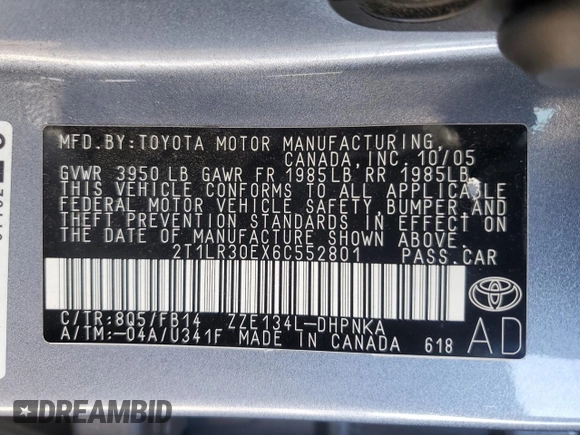 MFD.BY:TOYOTA MOTOR MANUFACTURING,
CANADA, INC. 10/05
GVWR 3950 LB GAWR FR 1985LB RR 1985LB
THIS VEHICLE CONFORMS TO ALL APPLICABLE
FEDERAL MOTOR VEHICLE SAFETY, BUMPER,AND
THEFT PREVENTION STANDARDS IN EFFECT ON
THE DATE OF MANUFACTURE SHOWN ABOVE.
2T1LR30EX6C552801 PASS.CAR
C/TR:8Q5/FB14 ZZE134L-DHPNKA
A/TM:-04A/U341F MADE IN CANADA 618
AD
DREAMBID